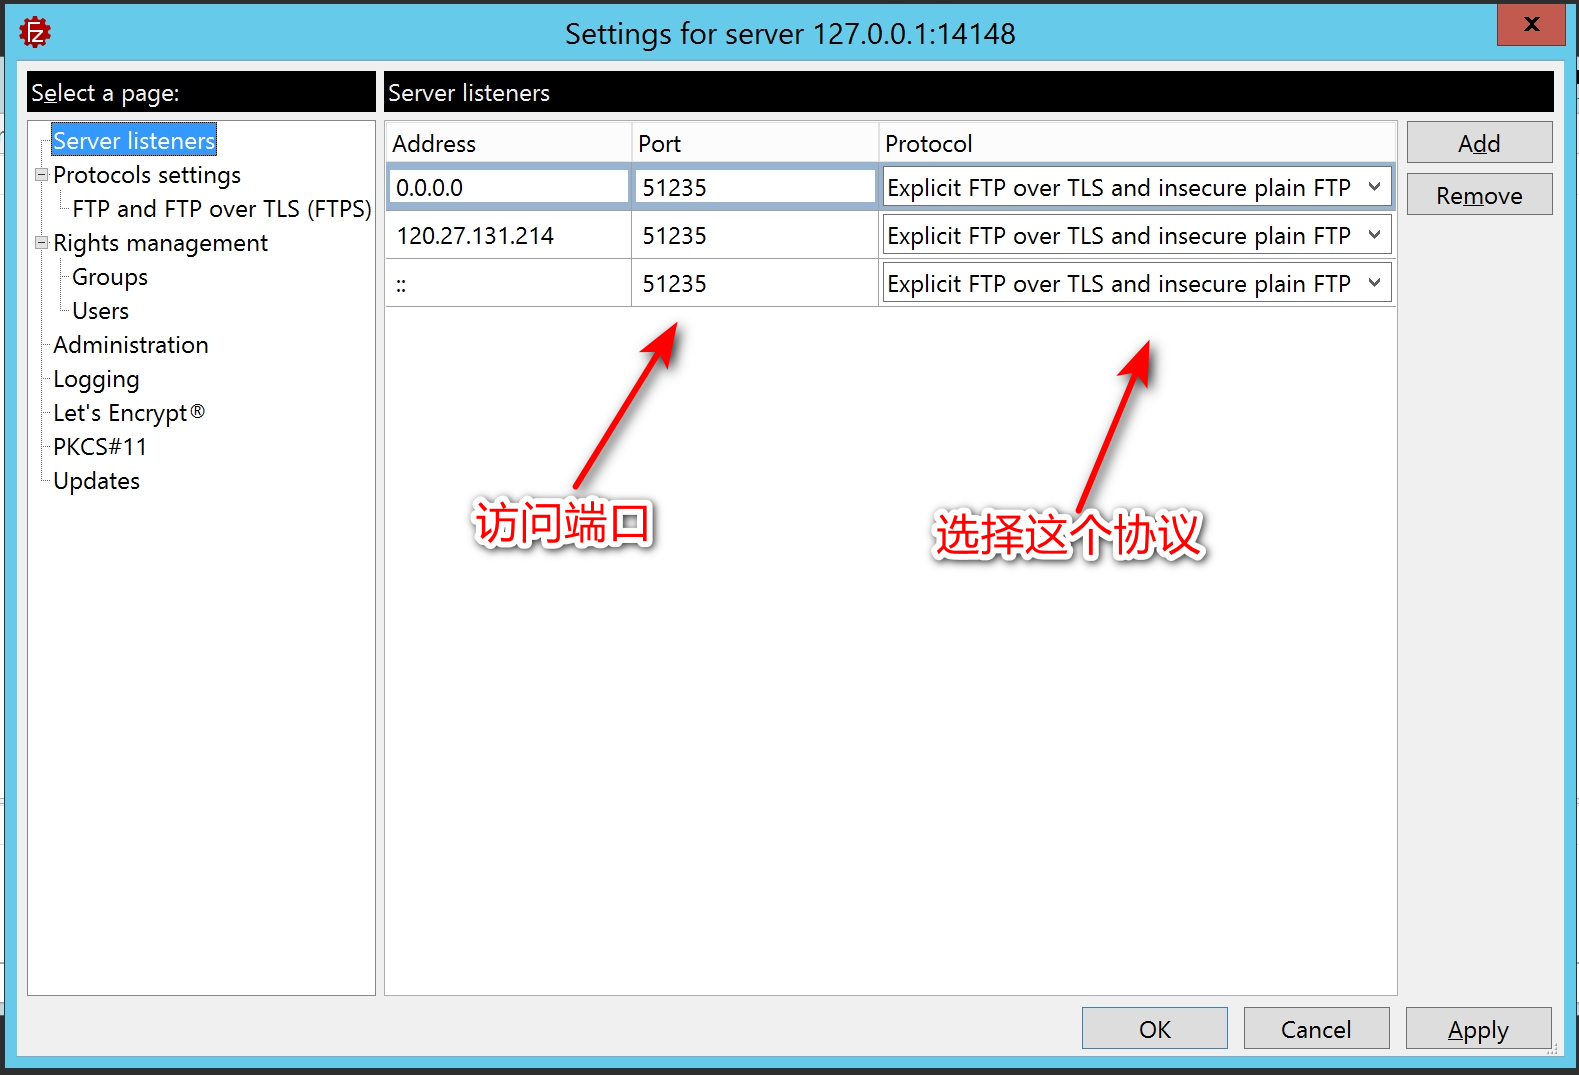 Settings for server 127.0.0.1:14148
x
Select a page:
Server listeners
Protocols settings
FTP and FTP over TLS (FTPS)
Rights management
Groups
Users
Administration
Logging
Let's Encrypt®
PKCS#11
Updates
Server listeners
Address Port Protocol
0.0.0.0 51235 Explicit FTP over TLS and insecure plain FTP
120.27.131.214 51235 Explicit FTP over TLS and insecure plain FTP
:: 51235 Explicit FTP over TLS and insecure plain FTP
访问端口
选择这个协议
Add
Remove
OK Cancel Apply